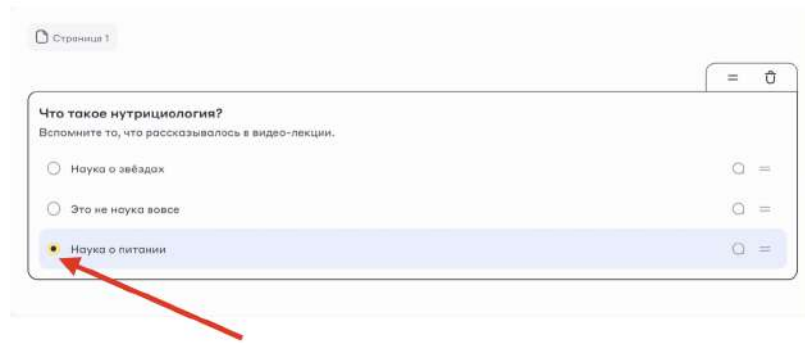 Страница 1
Что такое нутрициология?
Вспомните то, что рассказывалось в видео-лекции.
Наука о звёздах
Это не наука вовсе
Наука о питании